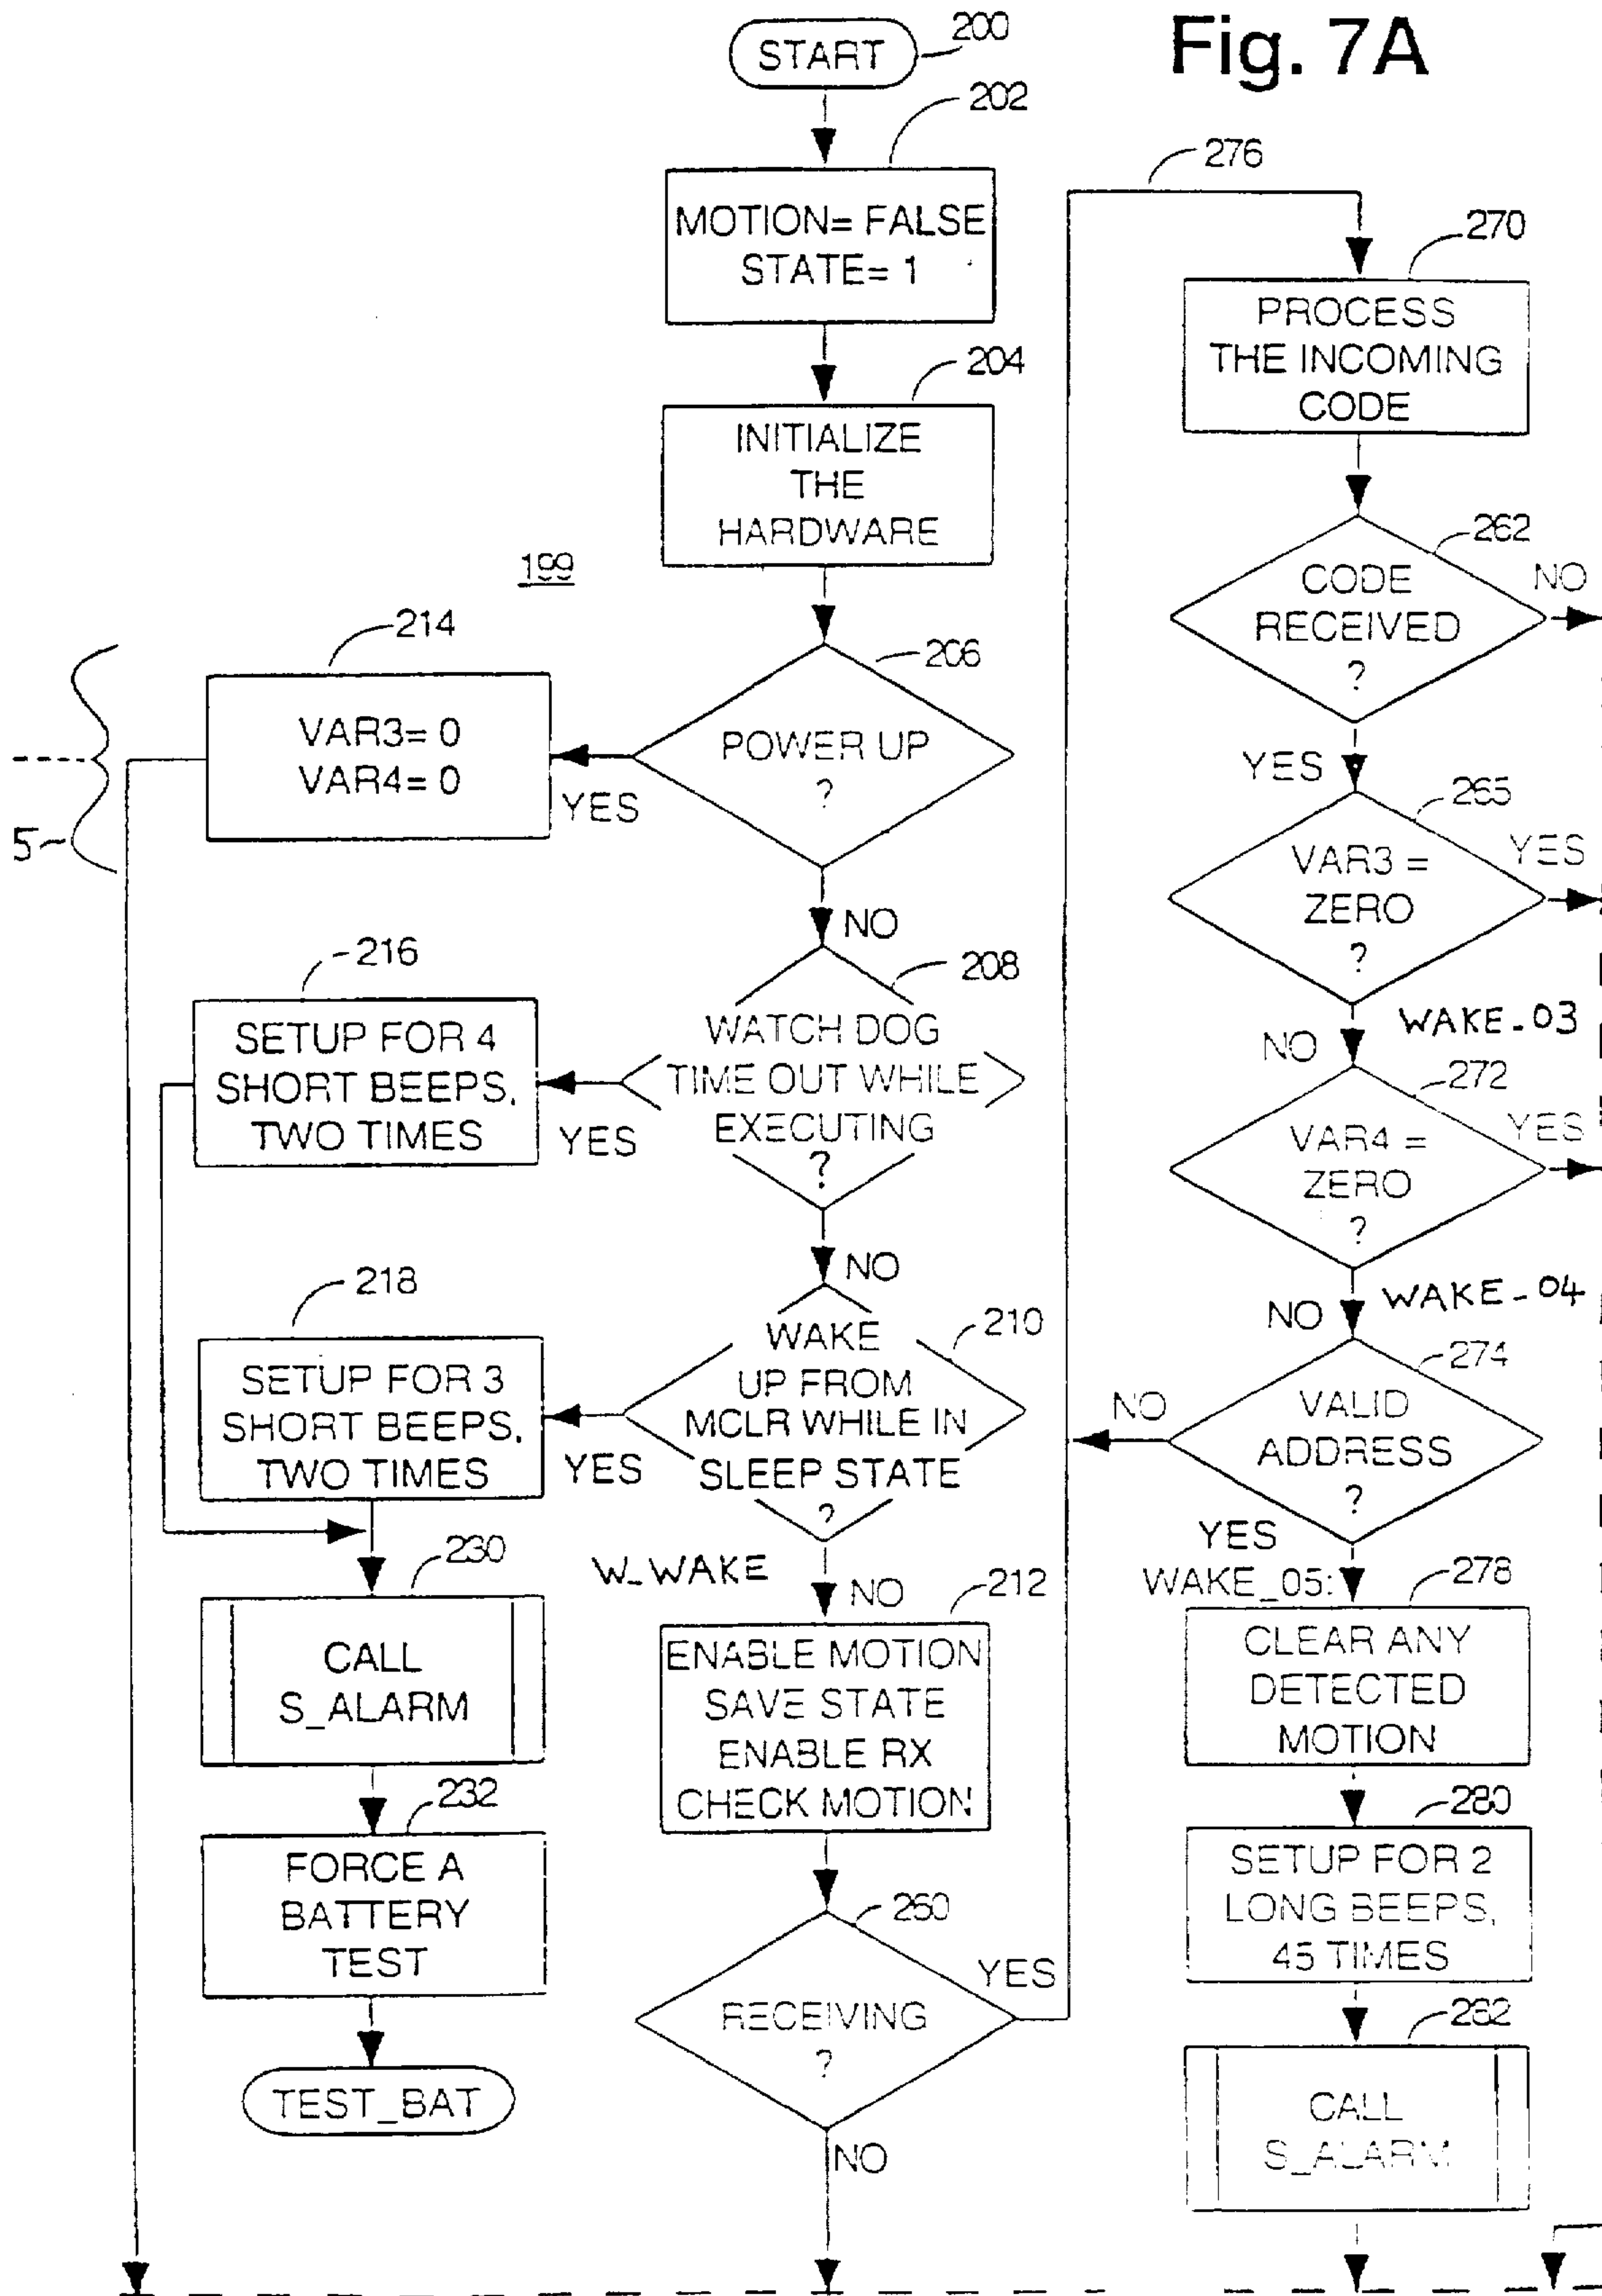 Fig. 7A
START
200
202
MOTION= FALSE
STATE= 1
204
INITIALIZE
THE
HARDWARE
199
206
POWER UP
?
YES
NO
214
VAR3= 0
VAR4= 0
5
208
WATCH DOG
TIME OUT WHILE
EXECUTING
?
YES
NO
216
SETUP FOR 4
SHORT BEEPS,
TWO TIMES
210
WAKE
UP FROM
MCLR WHILE IN
SLEEP STATE
?
YES
NO
218
SETUP FOR 3
SHORT BEEPS,
TWO TIMES
230
CALL
S_ALARM
232
FORCE A
BATTERY
TEST
TEST_BAT
W_WAKE
212
ENABLE MOTION
SAVE STATE
ENABLE RX
CHECK MOTION
260
RECEIVING
?
YES
NO
276
270
PROCESS
THE INCOMING
CODE
262
CODE
RECEIVED
?
NO
YES
265
VAR3 =
ZERO
?
YES
NO
WAKE_03
272
VAR4 =
ZERO
?
YES
NO
WAKE_04
274
VALID
ADDRESS
?
NO
YES
WAKE_05:
278
CLEAR ANY
DETECTED
MOTION
280
SETUP FOR 2
LONG BEEPS,
45 TIMES
282
CALL
S_ALARM